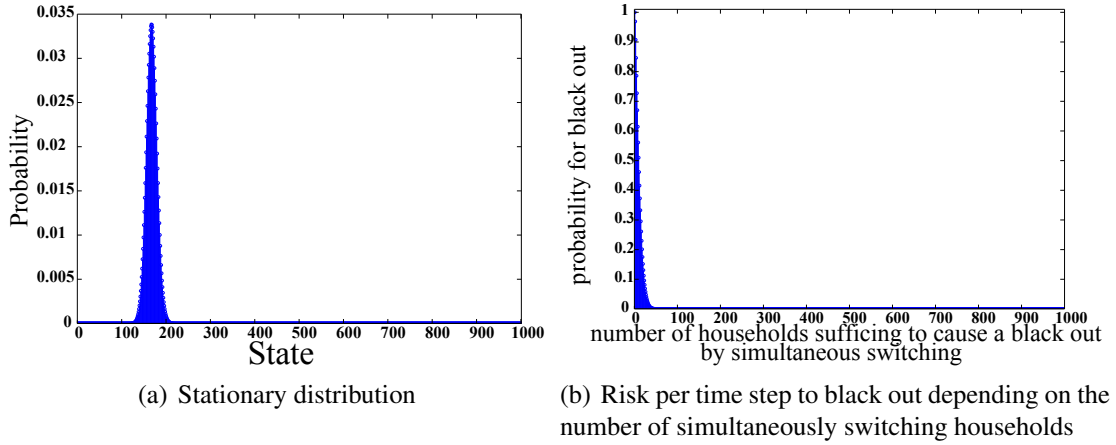 0.035
0.03
0.025
0.02
0.015
0.01
0.005
0
Probability
0 100 200 300 400 500 600 700 800 900 1000
State
(a) Stationary distribution
1
0.9
0.8
0.7
0.6
0.5
0.4
0.3
0.2
0.1
0
probability for black out
0 100 200 300 400 500 600 700 800 900 1000
number of households sufficing to cause a black out
by simultaneous switching
(b) Risk per time step to black out depending on the
number of simultaneously switching households